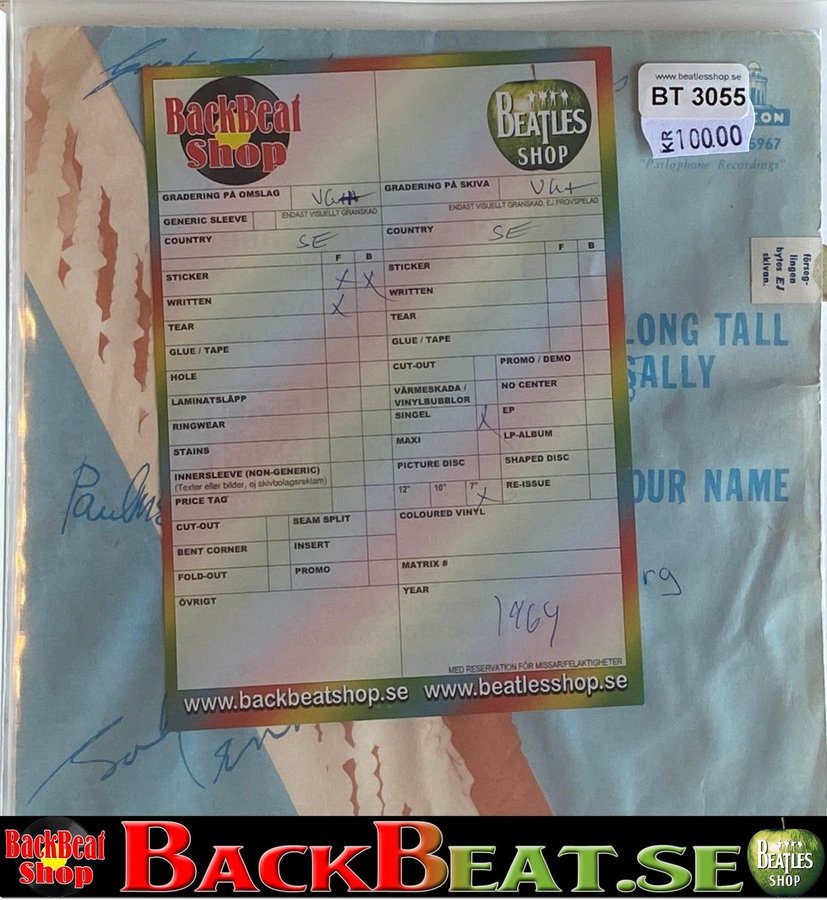 www.beatlesshop.se
BT 3055
KR 100.00
EON
967
"Parlophone Recordings"
förseg-
lingen
bytes EJ
skivan.
LONG TALL
SALLY
OUR NAME
rg
BackBeat
Shop
BEATLES
SHOP
GRADERING PÅ OMSLAG
GRADERING PÅ SKIVA VG+
ENDAST VISUELLT GRANSKAD
ENDAST VISUELLT GRANSKAD, EJ PROVSPELAD
GENERIC SLEEVE
COUNTRY SE
F B
STICKER X X
WRITTEN X
TEAR
GLUE / TAPE
HOLE
LAMINATSLÄPP
RINGWEAR
STAINS
INNERSLEEVE (NON-GENERIC)
(Texter eller bilder, ej skivbolagsreklam)
PRICE TAG
CUT-OUT SEAM SPLIT
BENT CORNER INSERT
FOLD-OUT PROMO
ÖVRIGT
COUNTRY SE
F B
STICKER
WRITTEN
TEAR
GLUE / TAPE
CUT-OUT PROMO / DEMO
VÄRMESKADA /
VINYLBUBBLOR NO CENTER
SINGEL X EP
MAXI LP-ALBUM
PICTURE DISC SHAPED DISC
12" 10" 7" X RE-ISSUE
COLOURED VINYL
MATRIX #
YEAR
1964
MED RESERVATION FÖR MISSAR/FELAKTIGHETER
www.backbeatshop.se www.beatlesshop.se
BackBeat
Shop
BACKBEAT.SE
BEATLES
SHOP